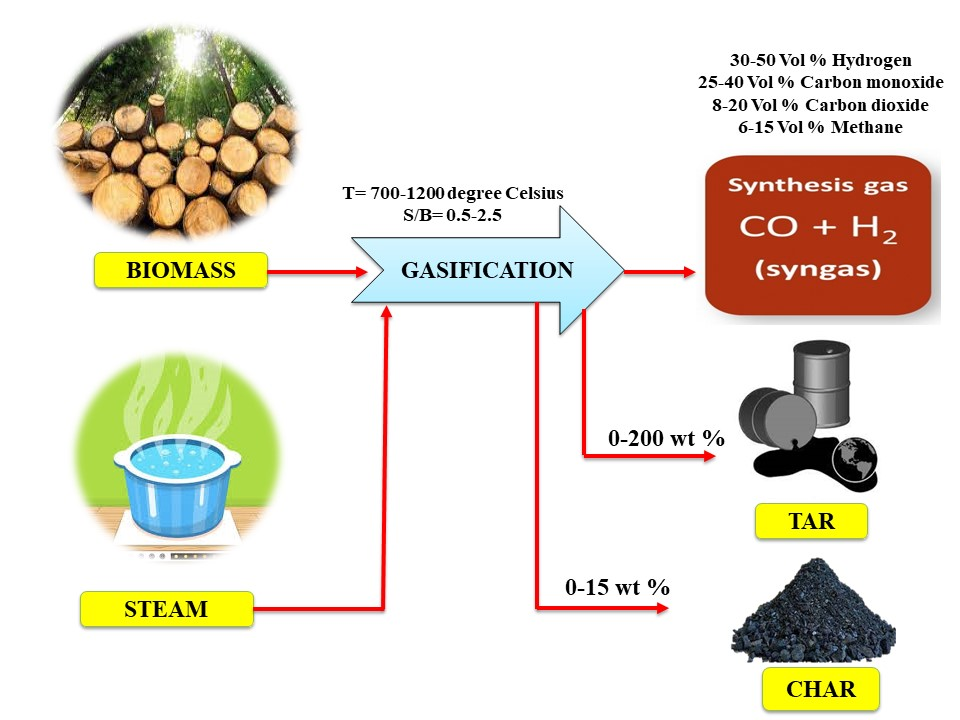 30-50 Vol % Hydrogen
25-40 Vol % Carbon monoxide
8-20 Vol % Carbon dioxide
6-15 Vol % Methane
T= 700-1200 degree Celsius
S/B= 0.5-2.5
Synthesis gas
CO + H₂
(syngas)
BIOMASS
GASIFICATION
0-200 wt %
TAR
0-15 wt %
STEAM
CHAR